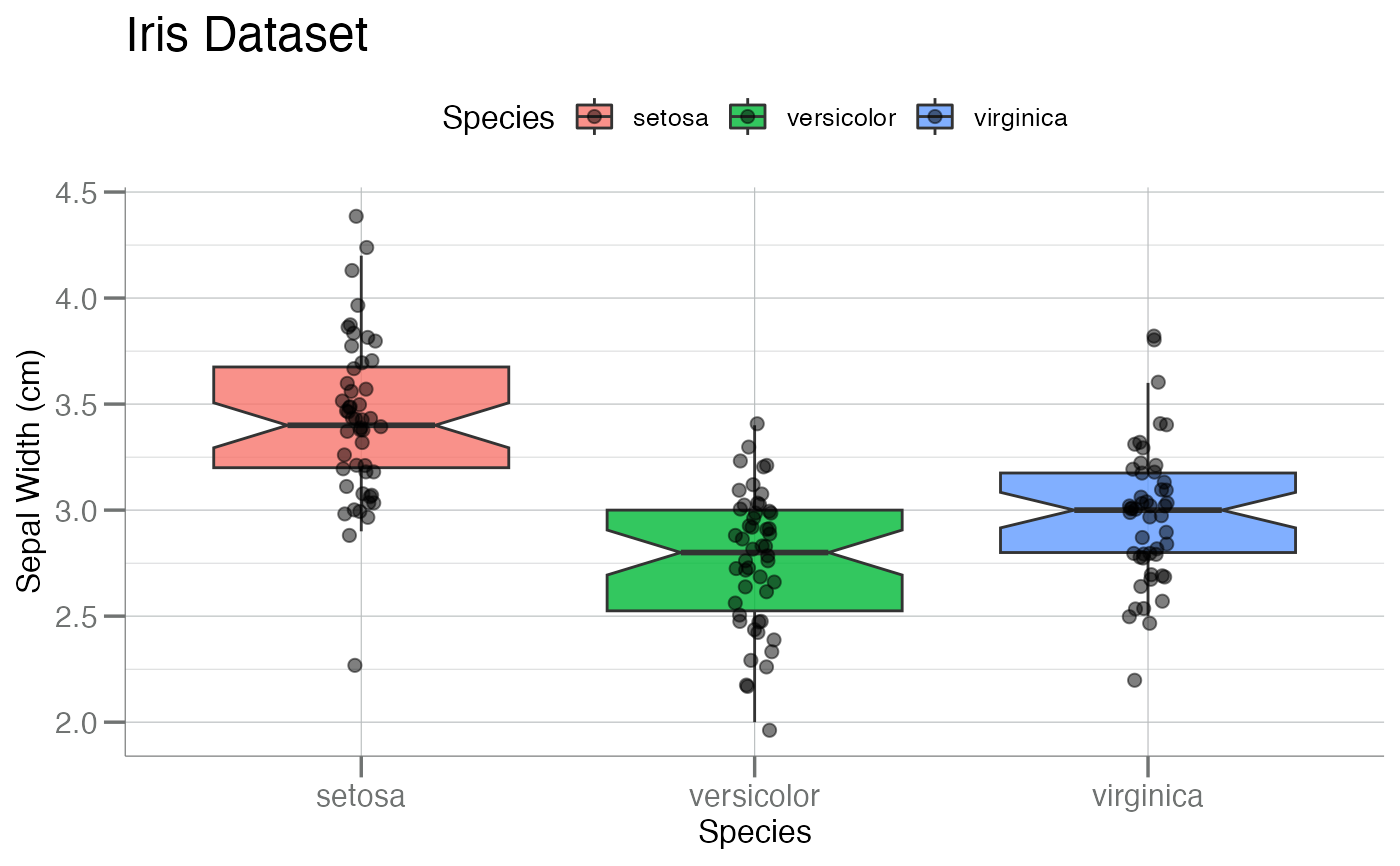 Iris Dataset
Species setosa versicolor virginica
Sepal Width (cm)
4.5
4.0
3.5
3.0
2.5
2.0
setosa versicolor virginica
Species